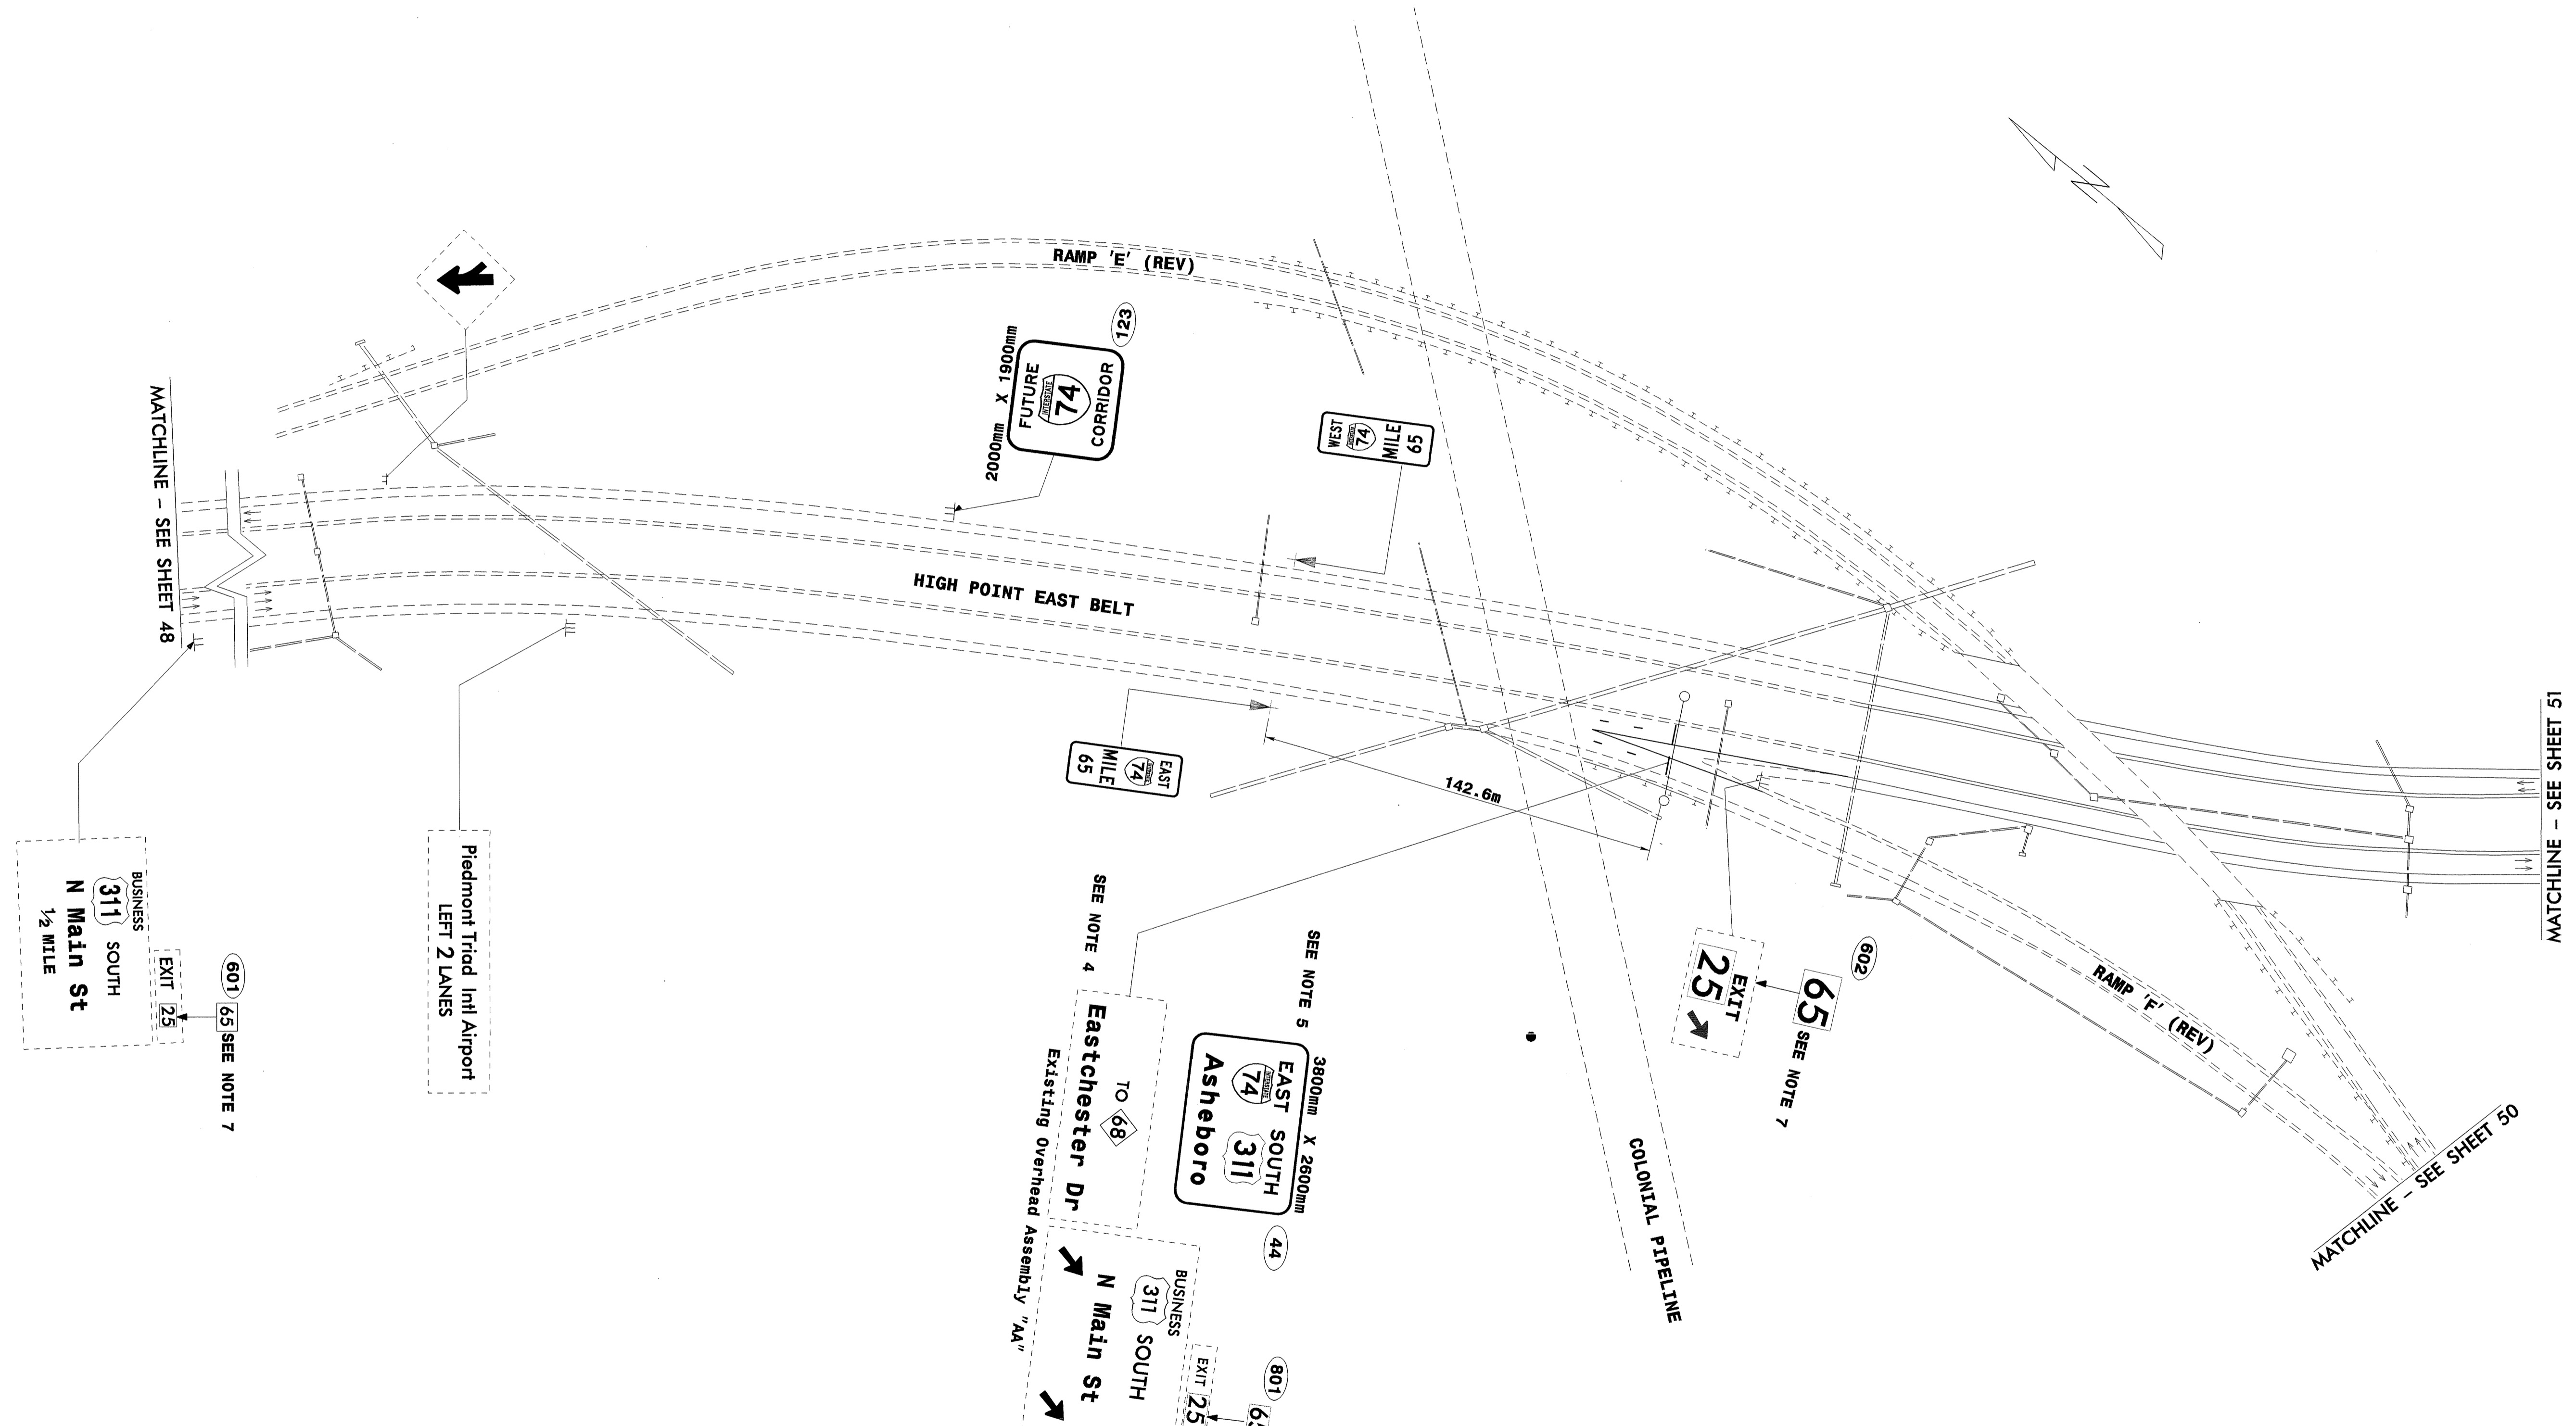 RAMP 'E' (REV)
MATCHLINE - SEE SHEET 48
2000mm X 1900mm
FUTURE
INTERSTATE
74
CORRIDOR
123
WEST
74
MILE
65
HIGH POINT EAST BELT
EAST
74
MILE
65
142.6m
MATCHLINE - SEE SHEET 51
BUSINESS
311 SOUTH
N Main St
1/2 MILE
EXIT 25
601
65 SEE NOTE 7
Piedmont Triad Intl Airport
LEFT 2 LANES
SEE NOTE 4
TO 68
Eastchester Dr
Existing Overhead Assembly "AA"
SEE NOTE 5
3800mm X 2600mm
EAST SOUTH
INTERSTATE
74 311
Asheboro
44
BUSINESS
311 SOUTH
N Main St
EXIT 25
801
EXIT
25
602
65 SEE NOTE 7
COLONIAL PIPELINE
RAMP 'F' (REV)
MATCHLINE - SEE SHEET 50
N